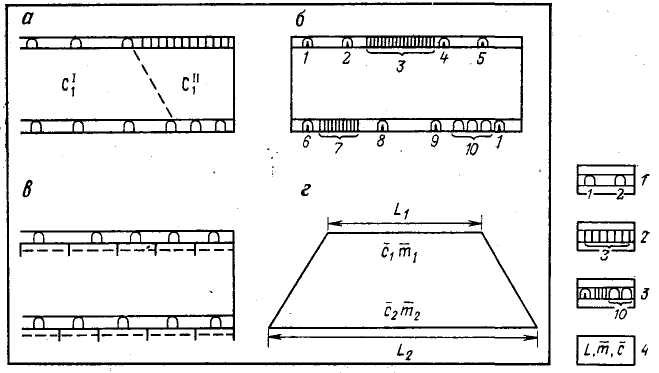 а
б
C₁ᴵ
C₁ᴵᴵ
1 2 3 4 5
6 7 8 9 10 1
в
г
L₁
c̄₁ m̄₁
c̄₂ m̄₂
L₂
1 2
1
3
2
10
3
L, m̄, c̄
4